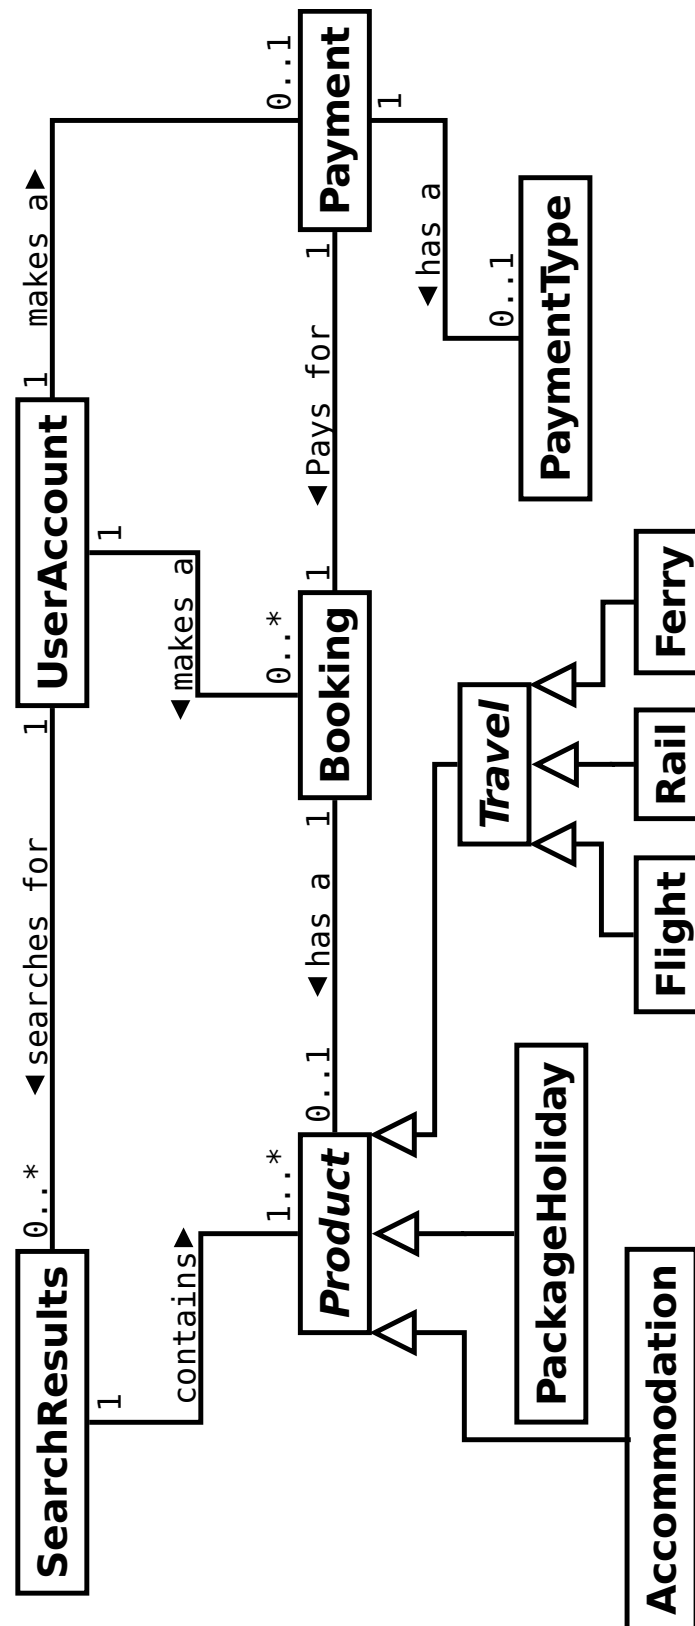 SearchResults
0..*
◀searches for
1
UserAccount
1
makes a▶
1
contains▶
1..*
1
◀makes a
0..*
0..1
Product
0..1
◀has a
1
Booking
1
◀Pays for
1
Payment
1
◀has a
0..1
PaymentType
Travel
PackageHoliday
Accommodation
Flight
Rail
Ferry